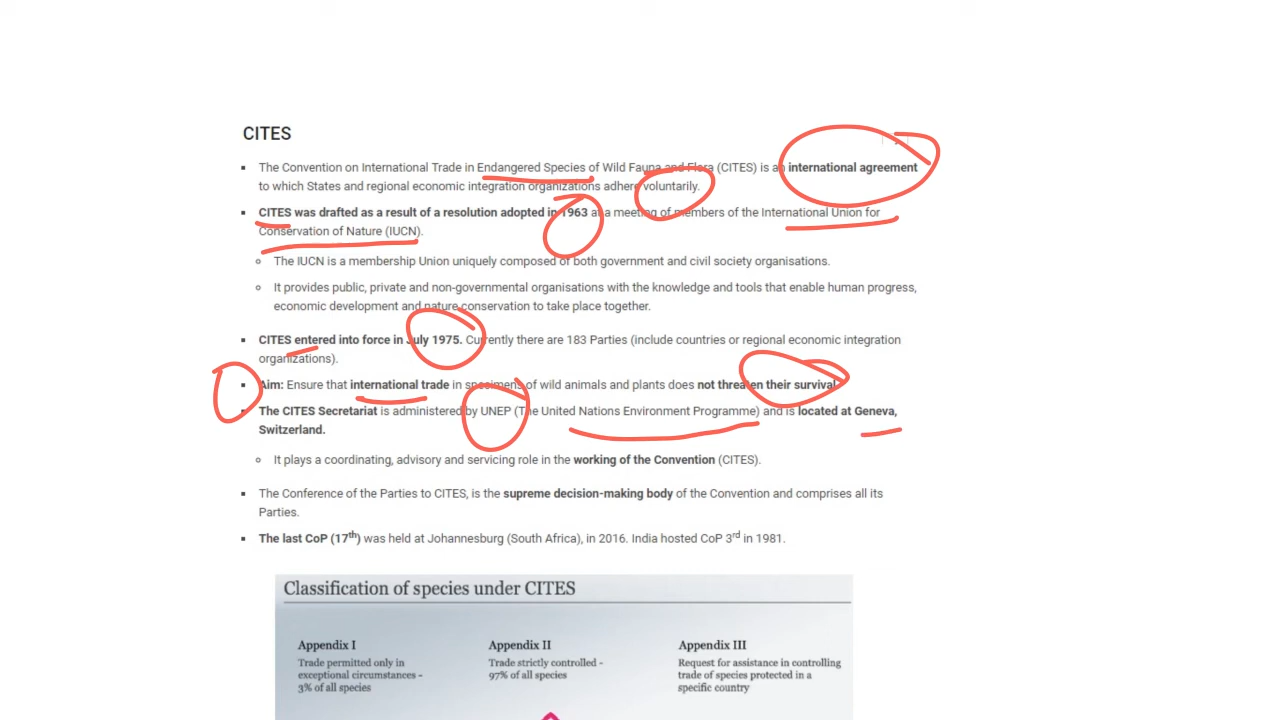 CITES
▪ The Convention on International Trade in Endangered Species of Wild Fauna and Flora (CITES) is an international agreement
to which States and regional economic integration organizations adhere voluntarily.
▪ CITES was drafted as a result of a resolution adopted in 1963 at a meeting of members of the International Union for
Conservation of Nature (IUCN).
○ The IUCN is a membership Union uniquely composed of both government and civil society organisations.
○ It provides public, private and non-governmental organisations with the knowledge and tools that enable human progress,
economic development and nature conservation to take place together.
▪ CITES entered into force in July 1975. Currently there are 183 Parties (include countries or regional economic integration
organizations).
▪ Aim: Ensure that international trade in specimens of wild animals and plants does not threaten their survival
▪ The CITES Secretariat is administered by UNEP (The United Nations Environment Programme) and is located at Geneva,
Switzerland.
○ It plays a coordinating, advisory and servicing role in the working of the Convention (CITES).
▪ The Conference of the Parties to CITES, is the supreme decision-making body of the Convention and comprises all its
Parties.
▪ The last CoP (17th) was held at Johannesburg (South Africa), in 2016. India hosted CoP 3rd in 1981.
Classification of species under CITES
Appendix I
Trade permitted only in
exceptional circumstances -
3% of all species
Appendix II
Trade strictly controlled -
97% of all species
Appendix III
Request for assistance in controlling
trade of species protected in a
specific country